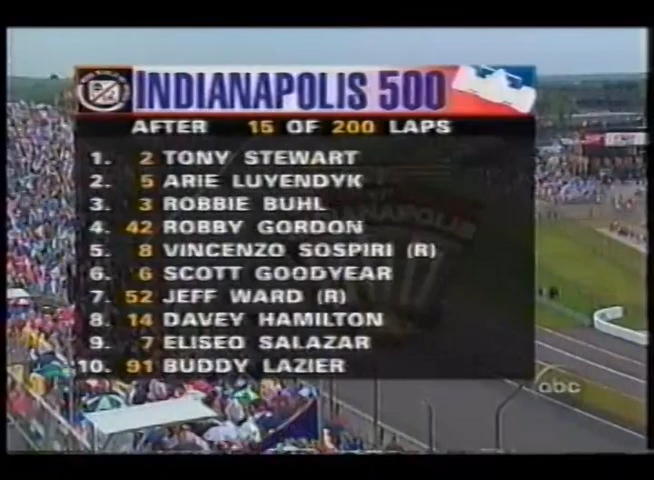 INDIANAPOLIS 500
AFTER 15 OF 200 LAPS
1. 2 TONY STEWART
2. 5 ARIE LUYENDYK
3. 3 ROBBIE BUHL
4. 42 ROBBY GORDON
5. 8 VINCENZO SOSPIRI (R)
6. 6 SCOTT GOODYEAR
7. 52 JEFF WARD (R)
8. 14 DAVEY HAMILTON
9. 7 ELISEO SALAZAR
10. 91 BUDDY LAZIER
abc